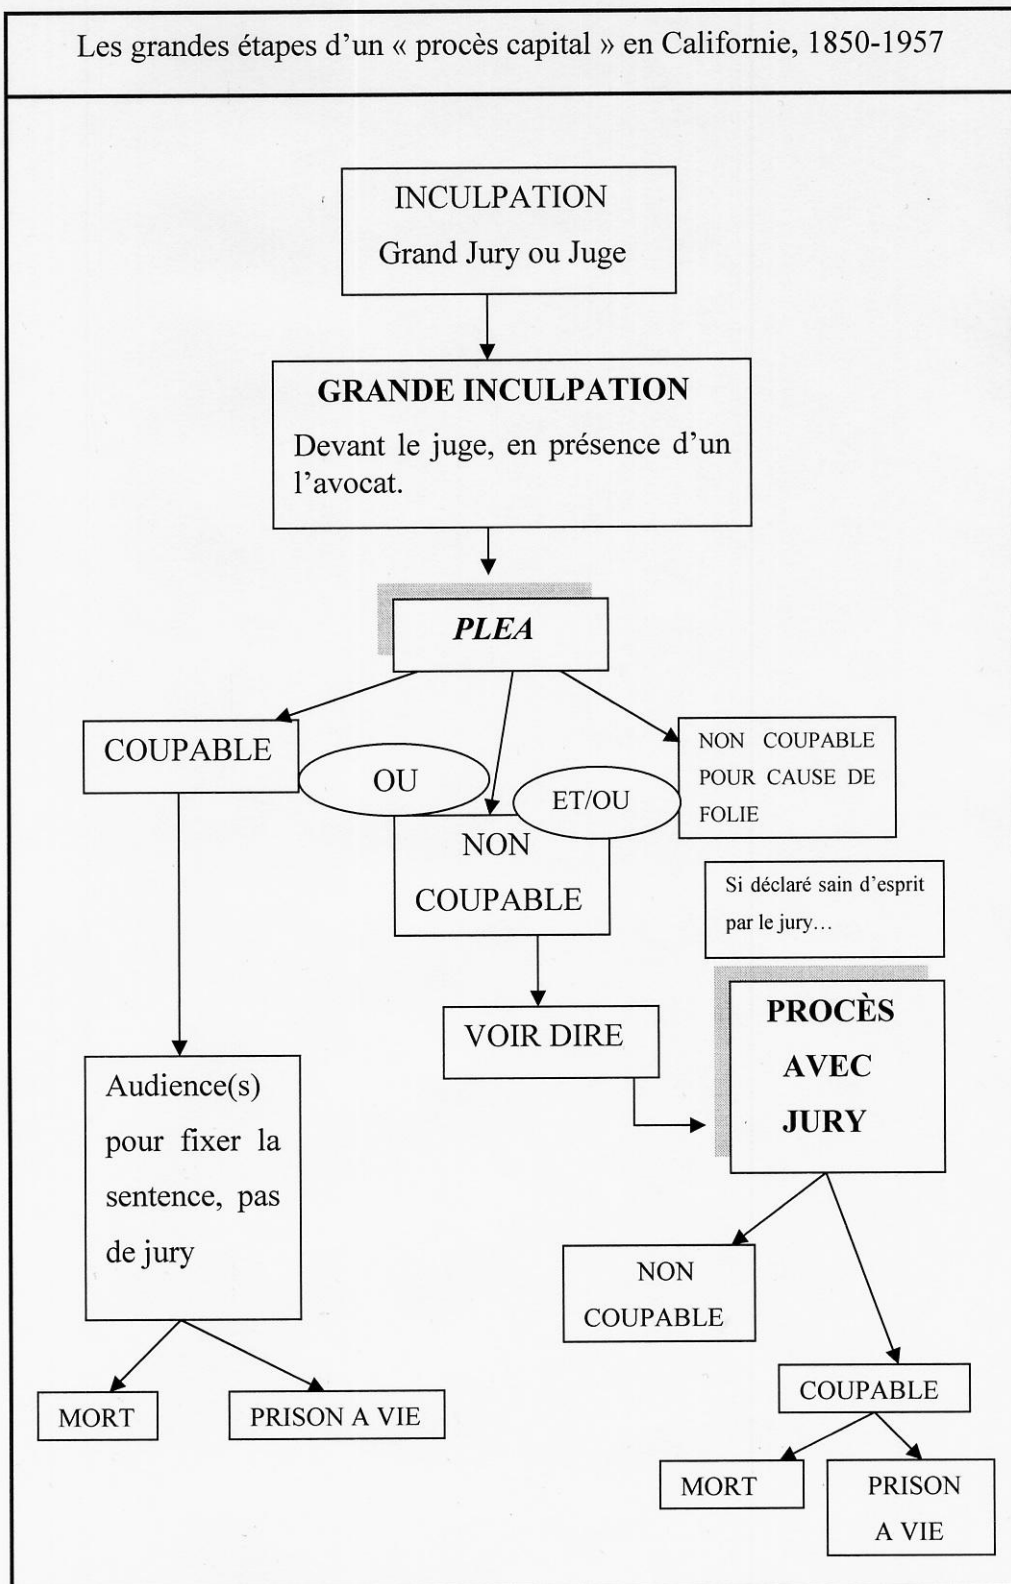 Les grandes étapes d'un « procès capital » en Californie, 1850-1957
INCULPATION
Grand Jury ou Juge
GRANDE INCULPATION
Devant le juge, en présence d'un
l'avocat.
PLEA
COUPABLE
OU
NON
COUPABLE
ET/OU
NON COUPABLE
POUR CAUSE DE
FOLIE
Si déclaré sain d'esprit
par le jury…
VOIR DIRE
PROCÈS
AVEC
JURY
Audience(s)
pour fixer la
sentence, pas
de jury
MORT
PRISON A VIE
NON
COUPABLE
COUPABLE
MORT
PRISON
A VIE